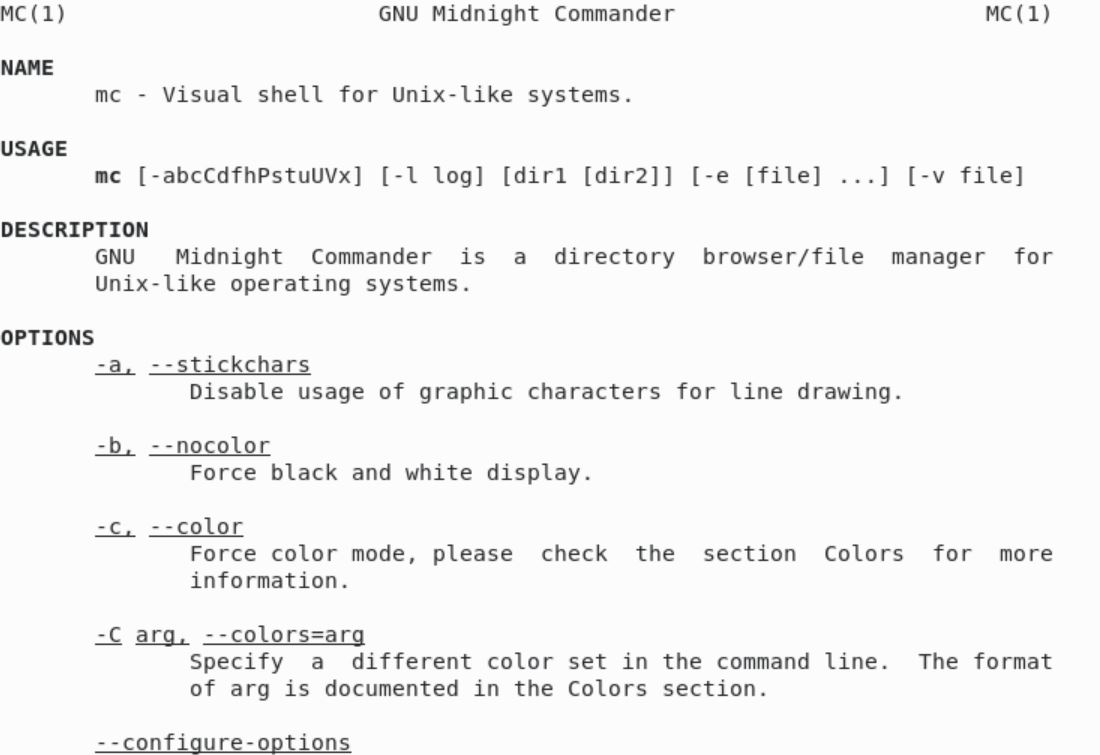 MC(1) GNU Midnight Commander MC(1)
NAME
mc - Visual shell for Unix-like systems.
USAGE
mc [-abcCdfhPstuUVx] [-l log] [dir1 [dir2]] [-e [file] ...] [-v file]
DESCRIPTION
GNU Midnight Commander is a directory browser/file manager for
Unix-like operating systems.
OPTIONS
-a, --stickchars
Disable usage of graphic characters for line drawing.
-b, --nocolor
Force black and white display.
-c, --color
Force color mode, please check the section Colors for more
information.
-C arg, --colors=arg
Specify a different color set in the command line. The format
of arg is documented in the Colors section.
--configure-options